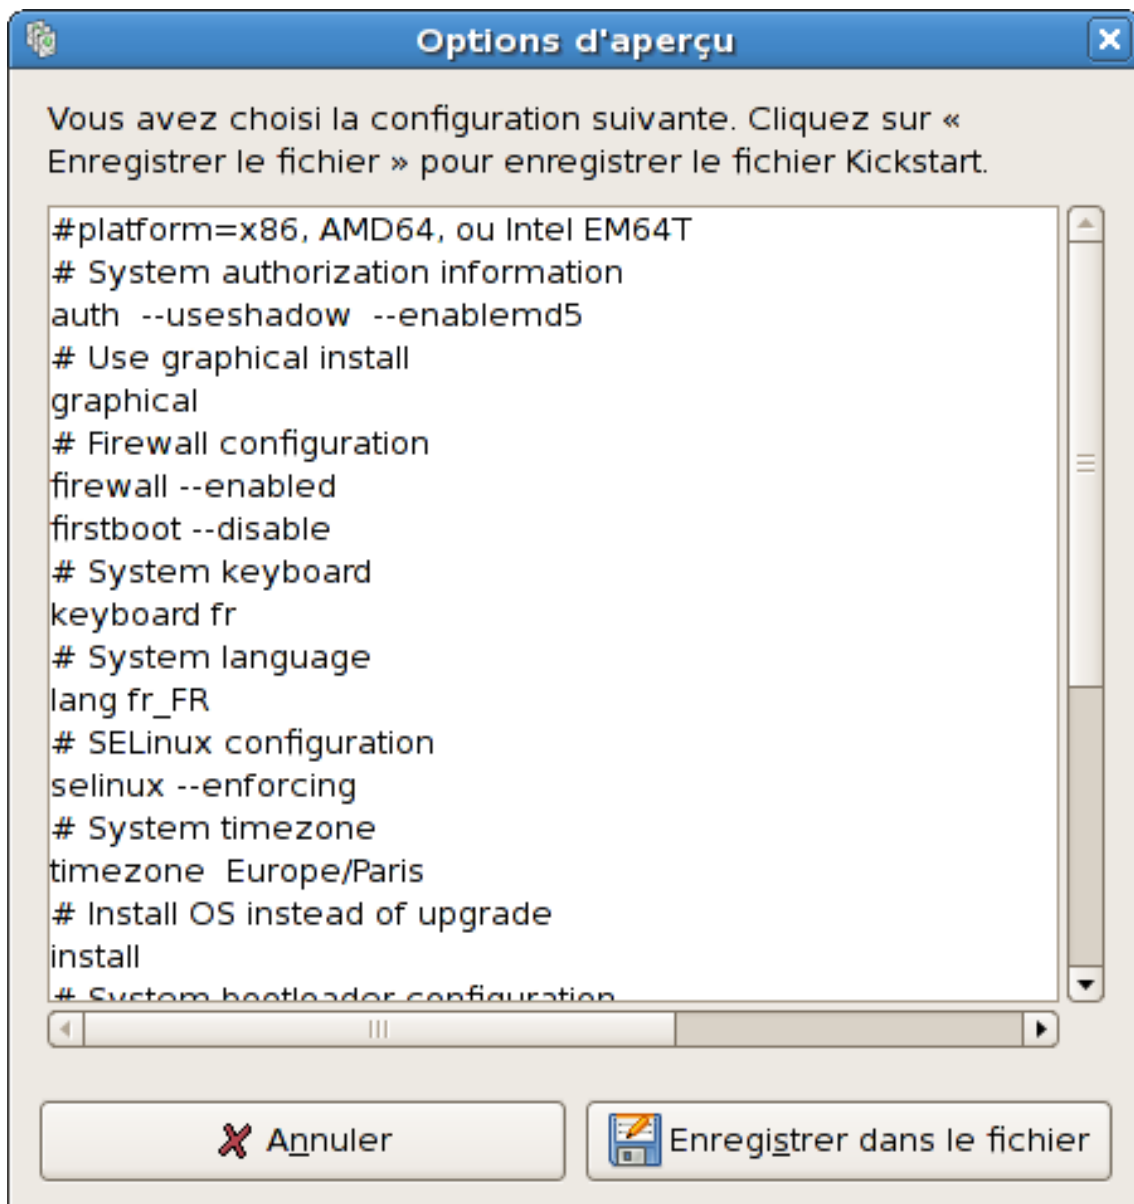 Options d'aperçu
Vous avez choisi la configuration suivante. Cliquez sur «
Enregistrer le fichier » pour enregistrer le fichier Kickstart.
#platform=x86, AMD64, ou Intel EM64T
# System authorization information
auth  --useshadow  --enablemd5
# Use graphical install
graphical
# Firewall configuration
firewall --enabled
firstboot --disable
# System keyboard
keyboard fr
# System language
lang fr_FR
# SELinux configuration
selinux --enforcing
# System timezone
timezone  Europe/Paris
# Install OS instead of upgrade
install
# System bootloader configuration
Annuler
Enregistrer dans le fichier